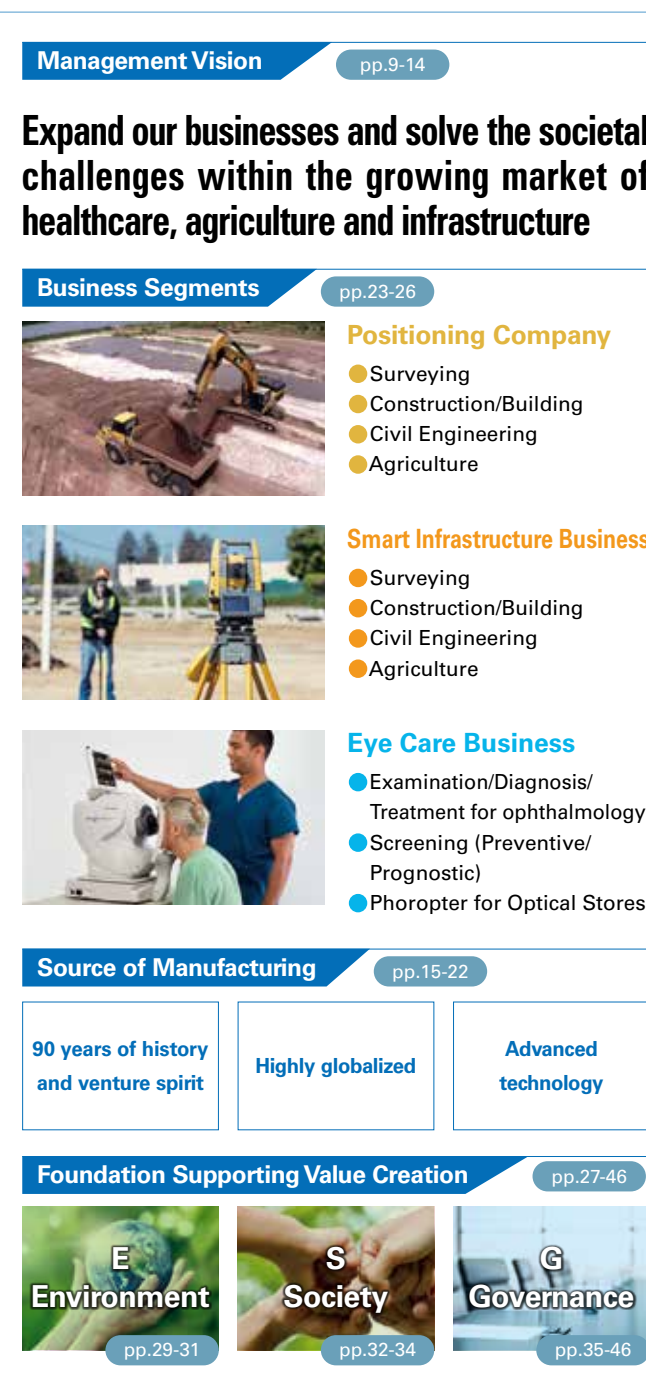 Management Vision
pp.9-14
Expand our businesses and solve the societal
challenges within the growing market of
healthcare, agriculture and infrastructure
Business Segments
pp.23-26
Positioning Company
●Surveying
●Construction/Building
●Civil Engineering
●Agriculture
Smart Infrastructure Business
●Surveying
●Construction/Building
●Civil Engineering
●Agriculture
Eye Care Business
●Examination/Diagnosis/
Treatment for ophthalmology
●Screening (Preventive/
Prognostic)
●Phoropter for Optical Stores
Source of Manufacturing
pp.15-22
90 years of history
and venture spirit
Highly globalized
Advanced
technology
Foundation Supporting Value Creation
pp.27-46
E
Environment
pp.29-31
S
Society
pp.32-34
G
Governance
pp.35-46